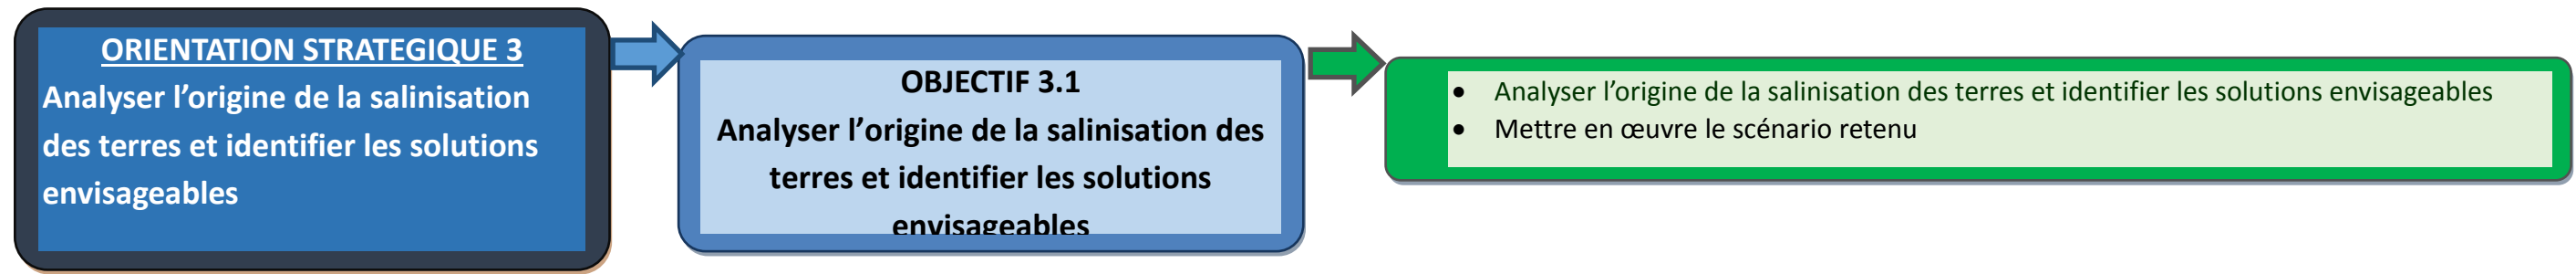 ORIENTATION STRATEGIQUE 3
Analyser l’origine de la salinisation
des terres et identifier les solutions
envisageables
OBJECTIF 3.1
Analyser l’origine de la salinisation des
terres et identifier les solutions
envisageables
• Analyser l’origine de la salinisation des terres et identifier les solutions envisageables
• Mettre en œuvre le scénario retenu